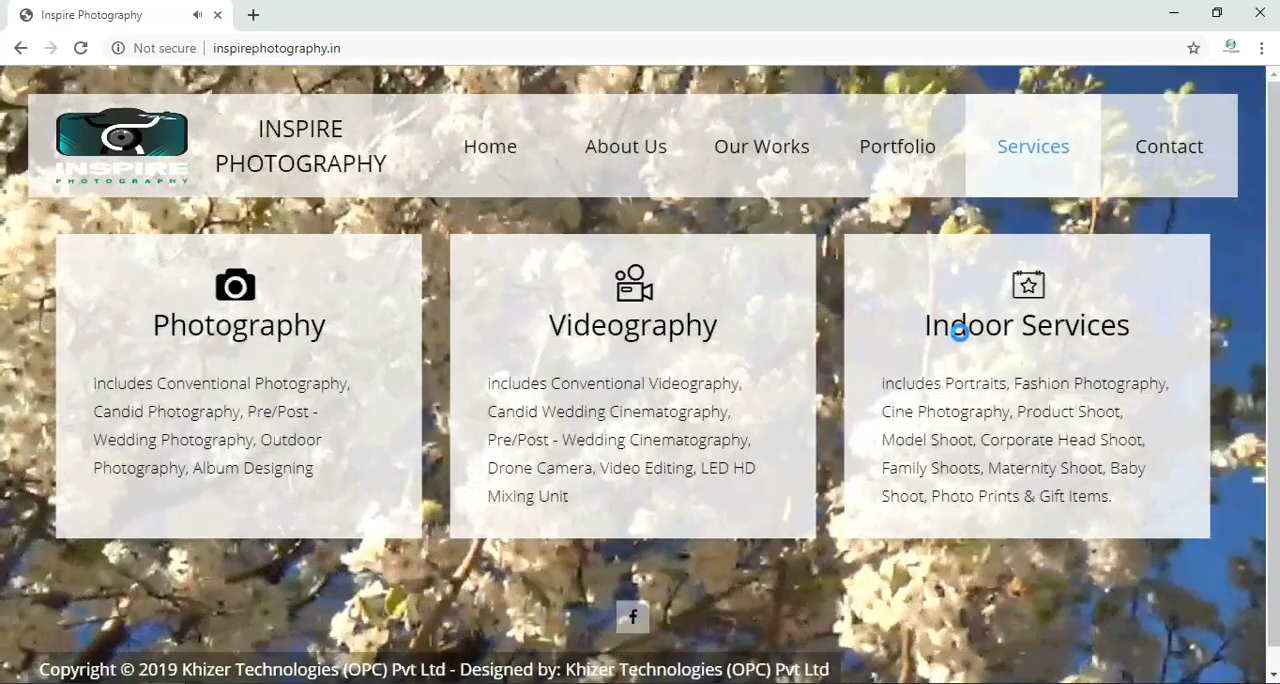 Inspire Photography
Not secure
inspirephotography.in
INSPIRE
PHOTOGRAPHY
INSPIRE
PHOTOGRAPHY
Home
About Us
Our Works
Portfolio
Services
Contact
Photography
includes Conventional Photography,
Candid Photography, Pre/Post -
Wedding Photography, Outdoor
Photography, Album Designing
Videography
includes Conventional Videography,
Candid Wedding Cinematography,
Pre/Post - Wedding Cinematography,
Drone Camera, Video Editing, LED HD
Mixing Unit
Indoor Services
includes Portraits, Fashion Photography,
Cine Photography, Product Shoot,
Model Shoot, Corporate Head Shoot,
Family Shoots, Maternity Shoot, Baby
Shoot, Photo Prints & Gift Items.
f
Copyright © 2019 Khizer Technologies (OPC) Pvt Ltd - Designed by: Khizer Technologies (OPC) Pvt Ltd